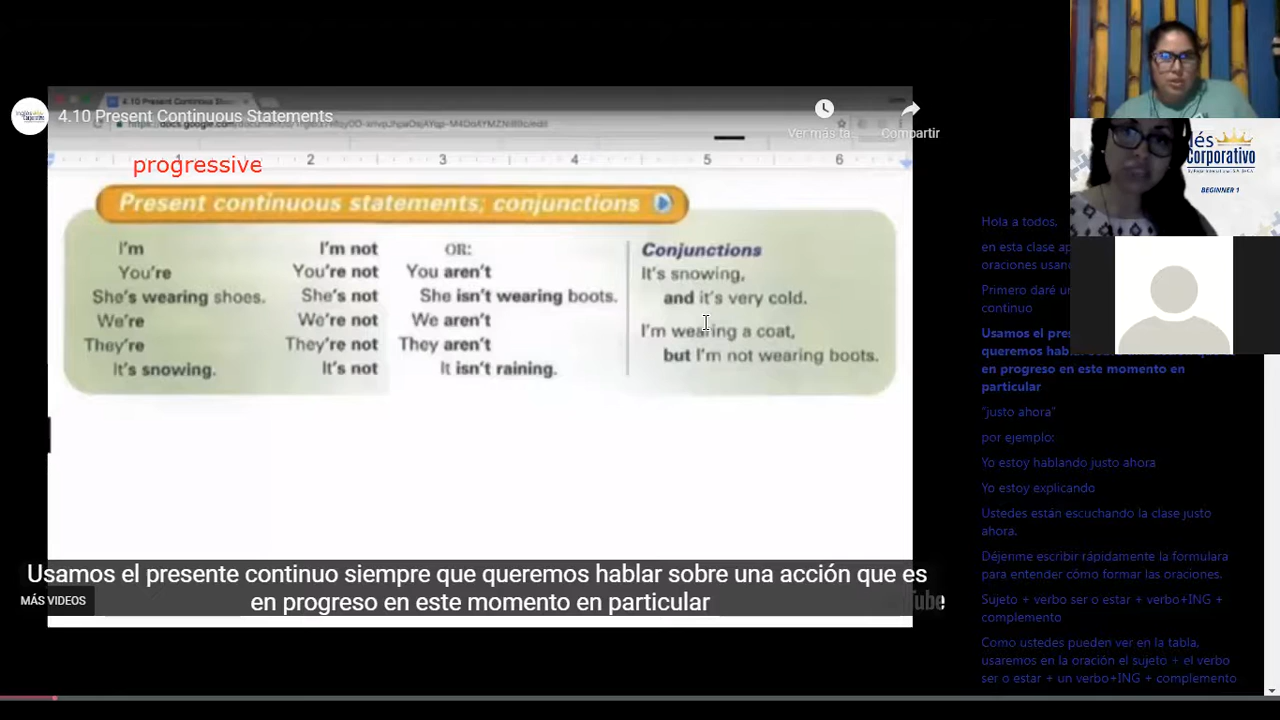 4.10 Present Continuous Statements
Ver más ta
Compartir
progressive
1 2 3 4 5 6
Present continuous statements; conjunctions
I'm I'm not OR: Conjunctions
You're You're not You aren't It's snowing,
She's wearing shoes. She's not She isn't wearing boots. and it's very cold.
We're We're not We aren't I'm wearing a coat,
They're They're not They aren't but I'm not wearing boots.
It's snowing. It's not It isn't raining.
Usamos el presente continuo siempre que queremos hablar sobre una acción que es
en progreso en este momento en particular
MÁS VIDEOS
lés
Corporativo
BEGINNER 1
Hola a todos,
en esta clase ap
oraciones usand
Primero daré un
continuo
Usamos el pres
queremos hab
en progreso en este momento en
particular
"justo ahora"
por ejemplo:
Yo estoy hablando justo ahora
Yo estoy explicando
Ustedes están escuchando la clase justo
ahora.
Déjenme escribir rápidamente la formulara
para entender cómo formar las oraciones.
Sujeto + verbo ser o estar + verbo+ING +
complemento
Como ustedes pueden ver en la tabla,
usaremos en la oración el sujeto + el verbo
ser o estar + un verbo+ING + complemento